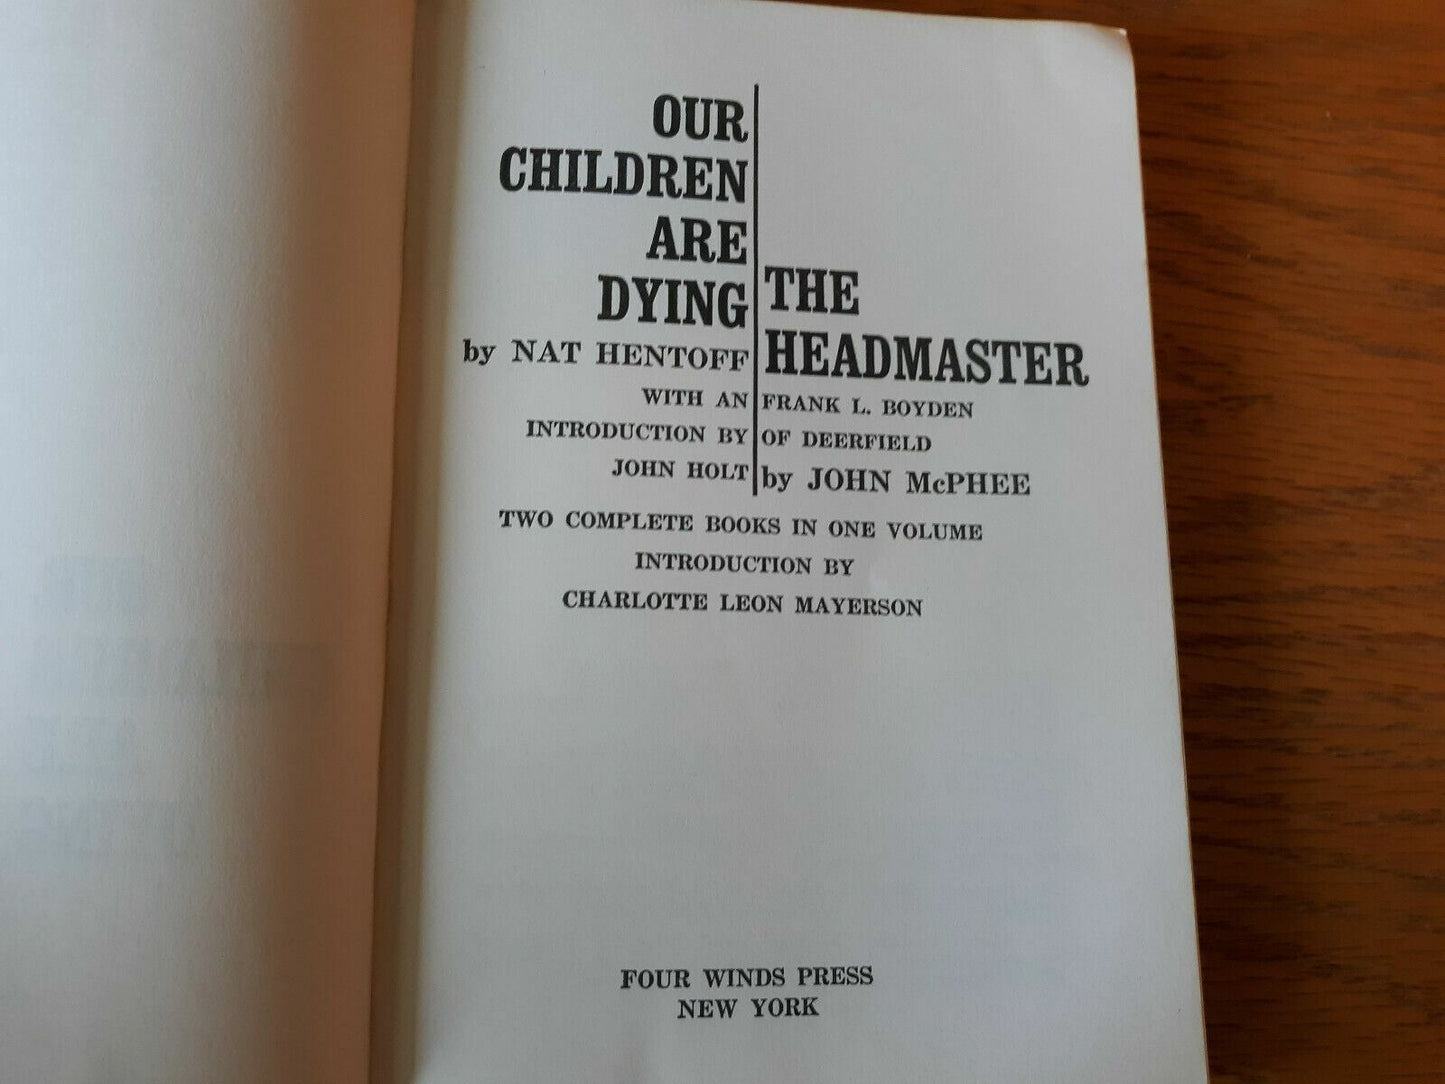 OUR
CHILDREN
ARE
DYING
by NAT HENTOFF
WITH AN
INTRODUCTION BY
JOHN HOLT
THE
HEADMASTER
FRANK L. BOYDEN
OF DEERFIELD
by JOHN McPHEE
TWO COMPLETE BOOKS IN ONE VOLUME
INTRODUCTION BY
CHARLOTTE LEON MAYERSON
FOUR WINDS PRESS
NEW YORK